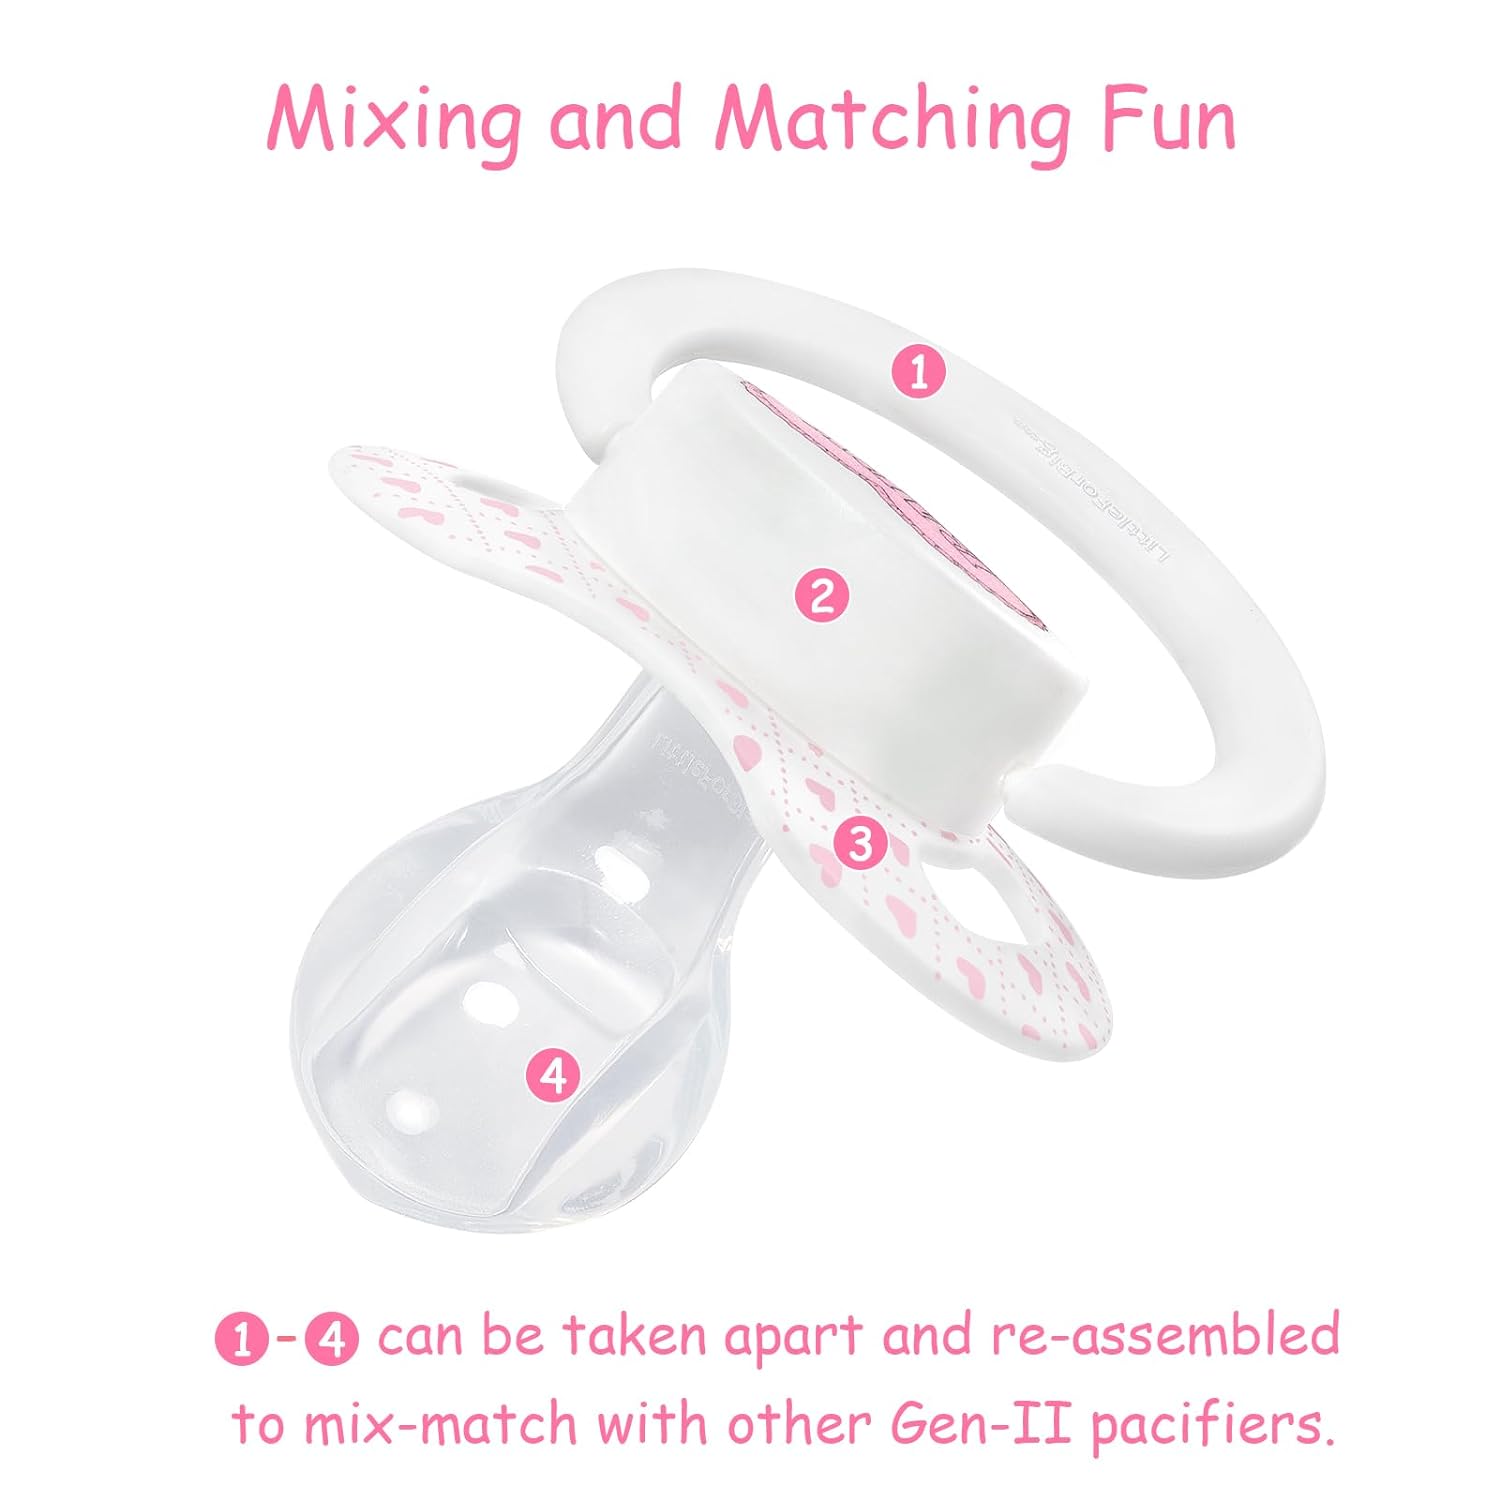 Mixing and Matching Fun
1
LittleForBig
2
3
4
1-4 can be taken apart and re-assembled
to mix-match with other Gen-II pacifiers.